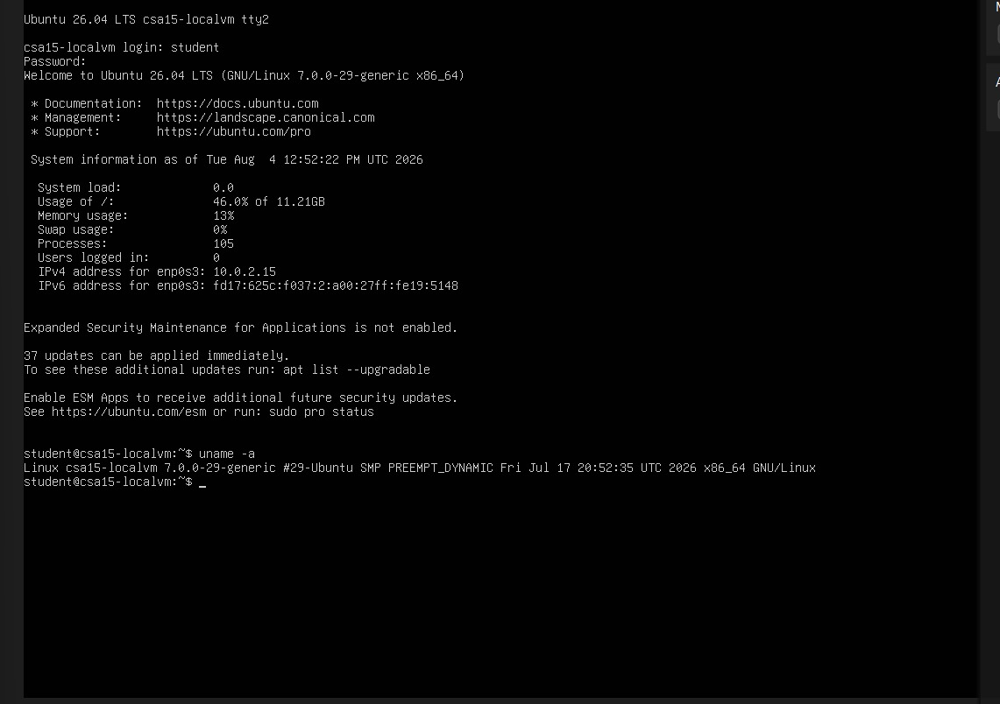 Ubuntu 26.04 LTS csa15-localvm tty2
csa15-localvm login: student
Password:
Welcome to Ubuntu 26.04 LTS (GNU/Linux 7.0.0-29-generic x86_64)
* Documentation:  https://docs.ubuntu.com
* Management:     https://landscape.canonical.com
* Support:        https://ubuntu.com/pro
System information as of Tue Aug  4 12:52:22 PM UTC 2026
System load:             0.0
Usage of /:              46.0% of 11.21GB
Memory usage:            13%
Swap usage:              0%
Processes:               105
Users logged in:         0
IPv4 address for enp0s3: 10.0.2.15
IPv6 address for enp0s3: fd17:625c:f037:2:a00:27ff:fe19:5148
Expanded Security Maintenance for Applications is not enabled.
37 updates can be applied immediately.
To see these additional updates run: apt list --upgradable
Enable ESM Apps to receive additional future security updates.
See https://ubuntu.com/esm or run: sudo pro status
student@csa15-localvm:~$ uname -a
Linux csa15-localvm 7.0.0-29-generic #29-Ubuntu SMP PREEMPT_DYNAMIC Fri Jul 17 20:52:35 UTC 2026 x86_64 GNU/Linux
student@csa15-localvm:~$ _